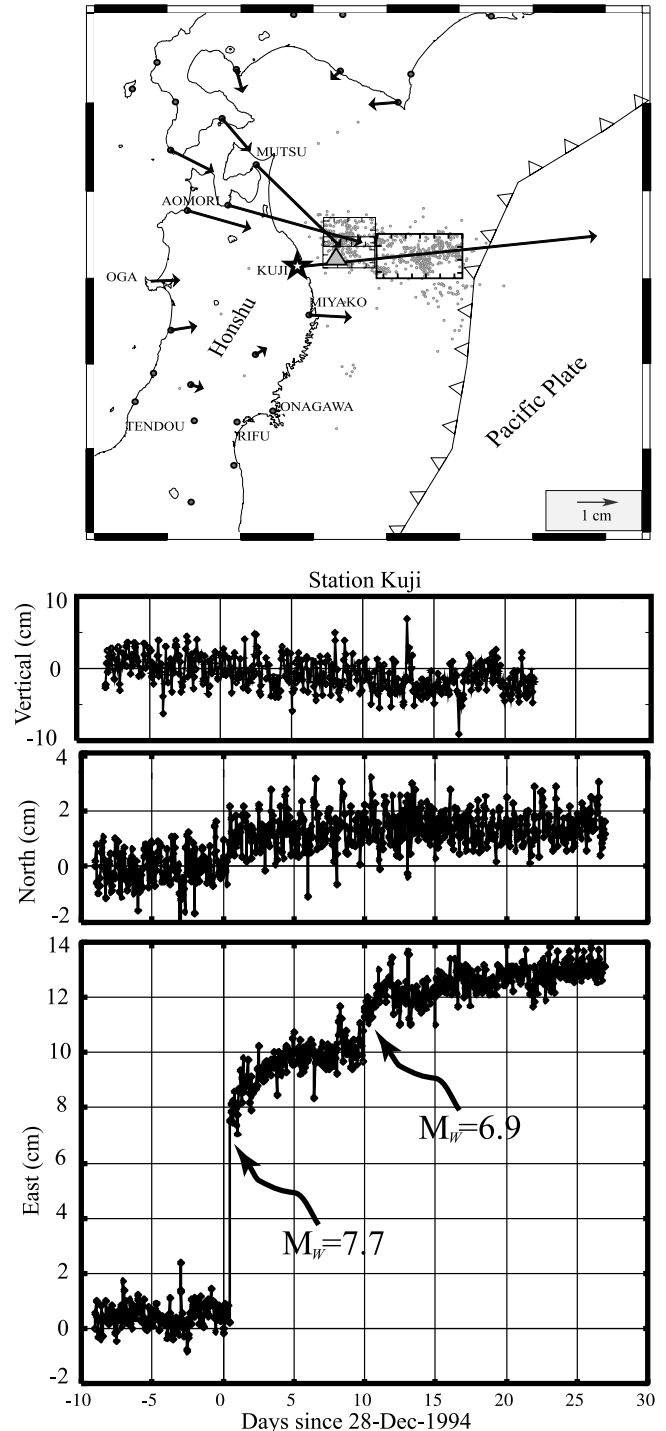 MUTSU
AOMORI
OGA
KUJI
MIYAKO
Honshu
ONAGAWA
TENDOU
RIFU
Pacific Plate
1 cm
Station Kuji
Vertical (cm)
10
0
-10
North (cm)
4
2
0
-2
East (cm)
14
12
10
8
6
4
2
0
-2
MW=6.9
MW=7.7
-10 -5 0 5 10 15 20 25 30
Days since 28-Dec-1994